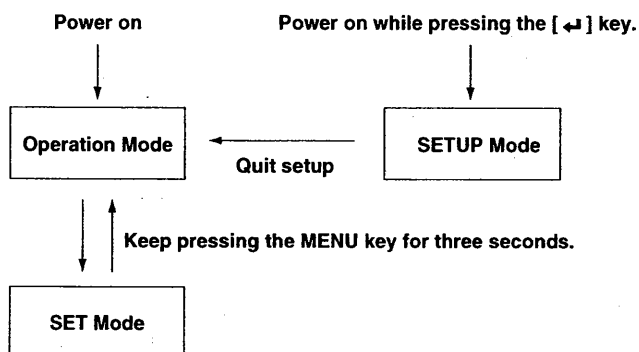 Power on
Power on while pressing the [ ↵ ] key.
Operation Mode
SETUP Mode
Quit setup
Keep pressing the MENU key for three seconds.
SET Mode